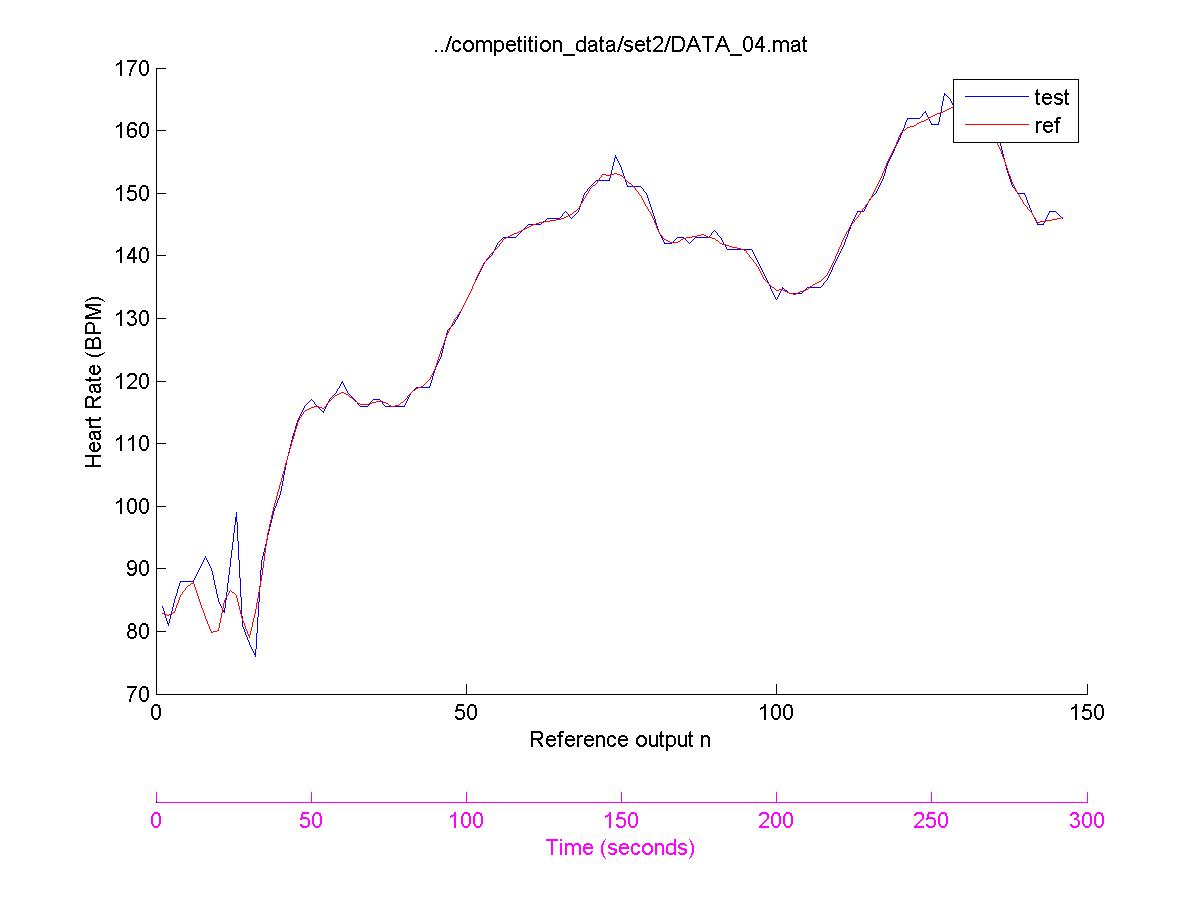 ../competition_data/set2/DATA_04.mat
170
160
150
140
130
120
110
100
90
80
70
Heart Rate (BPM)
test
ref
0 50 100 150
Reference output n
0 50 100 150 200 250 300
Time (seconds)